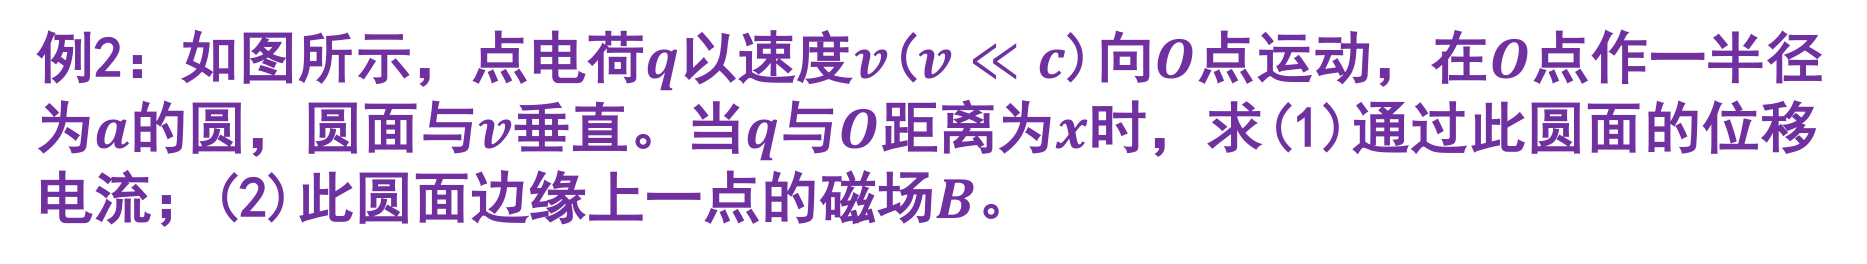 例2：如图所示，点电荷q以速度v(v ≪ c)向O点运动，在O点作一半径
为a的圆，圆面与v垂直。当q与O距离为x时，求(1)通过此圆面的位移
电流；(2)此圆面边缘上一点的磁场B。